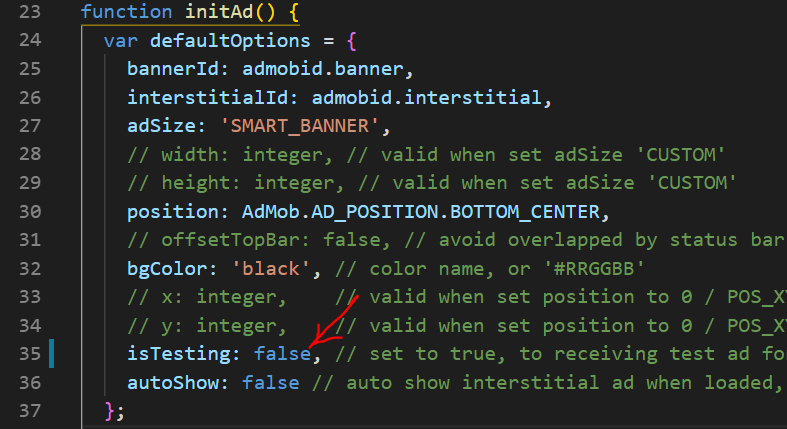 23 function initAd() {
24 var defaultOptions = {
25 bannerId: admobid.banner,
26 interstitialId: admobid.interstitial,
27 adSize: 'SMART_BANNER',
28 // width: integer, // valid when set adSize 'CUSTOM'
29 // height: integer, // valid when set adSize 'CUSTOM'
30 position: AdMob.AD_POSITION.BOTTOM_CENTER,
31 // offsetTopBar: false, // avoid overlapped by status bar
32 bgColor: 'black', // color name, or '#RRGGBB'
33 // x: integer, // valid when set position to 0 / POS_XY
34 // y: integer, // valid when set position to 0 / POS_XY
35 isTesting: false, // set to true, to receiving test ad fo
36 autoShow: false // auto show interstitial ad when loaded,
37 };